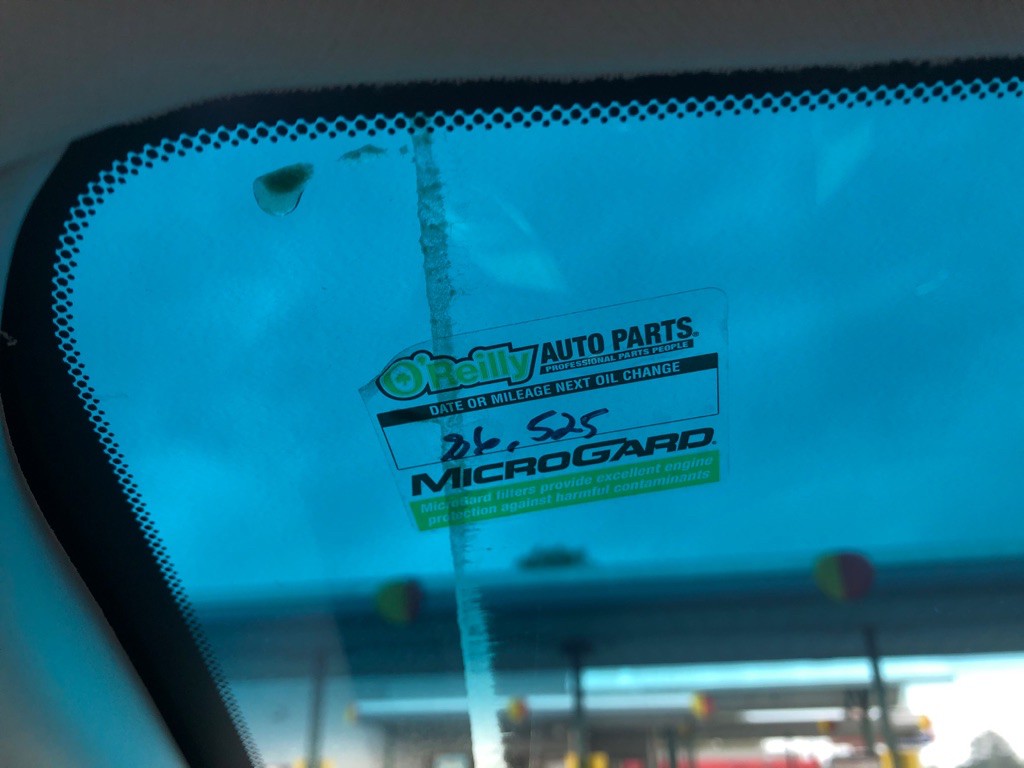 O'Reilly AUTO PARTS®
PROFESSIONAL PARTS PEOPLE
DATE OR MILEAGE NEXT OIL CHANGE
206,525
MICROGARD®
MicroGard filters provide excellent engine
protection against harmful contaminants